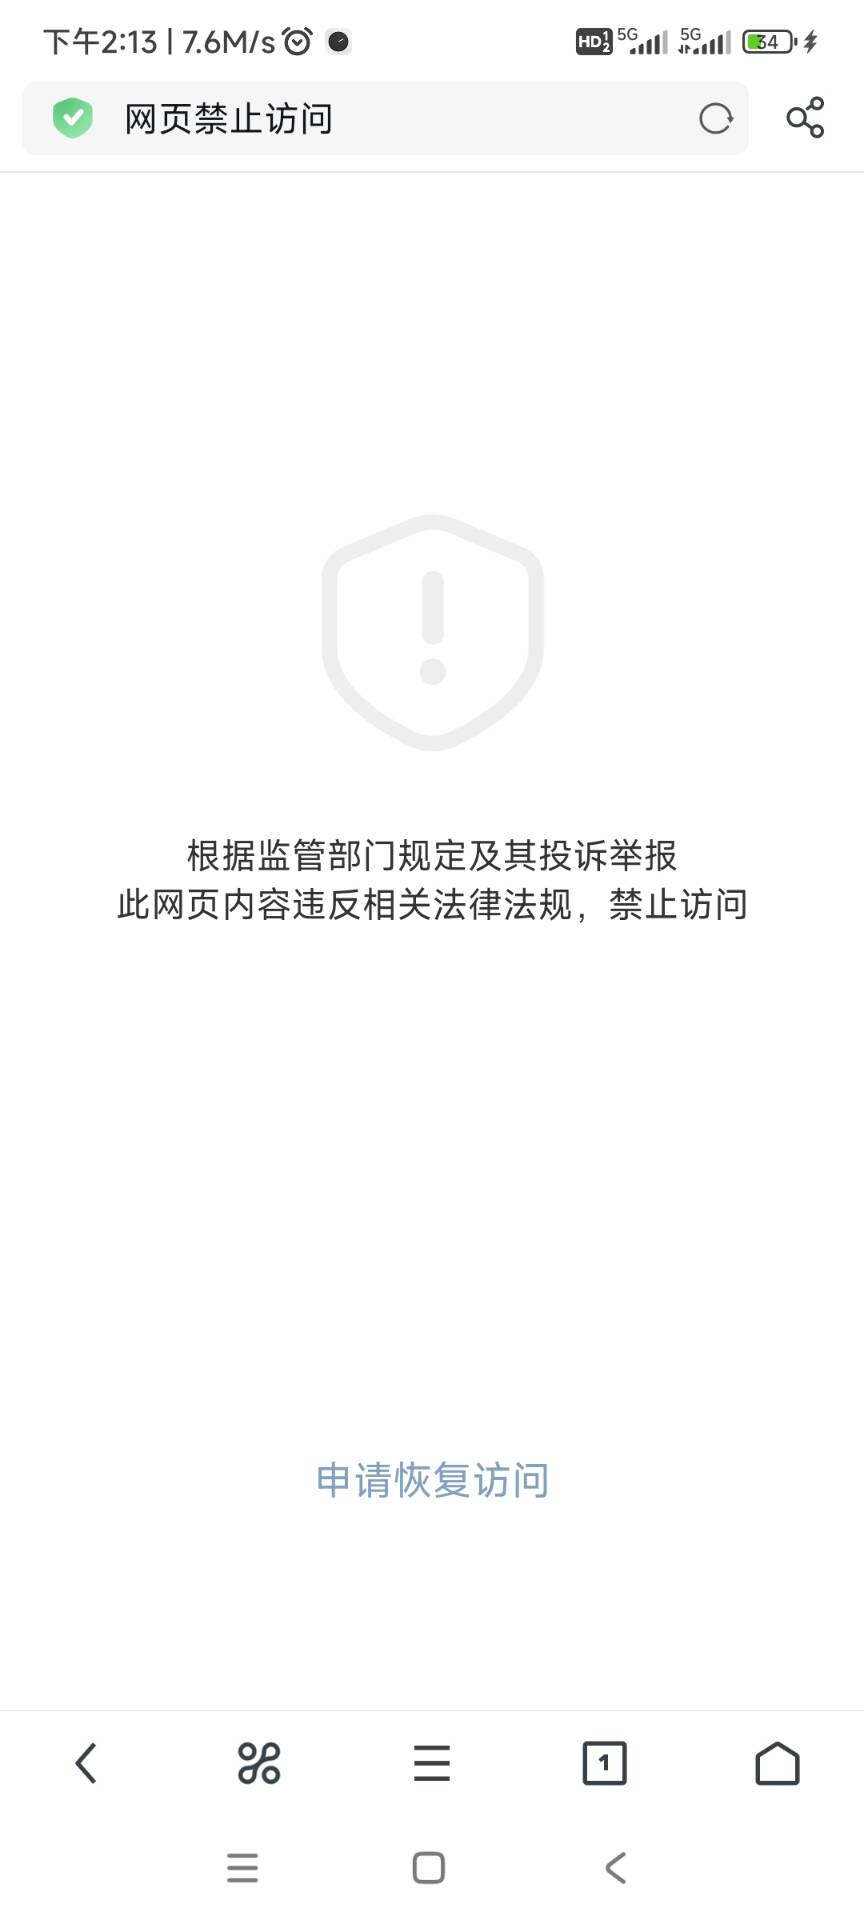 下午2:13 | 7.6M/s
HD 1 2 5G 5G 34
网页禁止访问
根据监管部门规定及其投诉举报
此网页内容违反相关法律法规，禁止访问
申请恢复访问
1